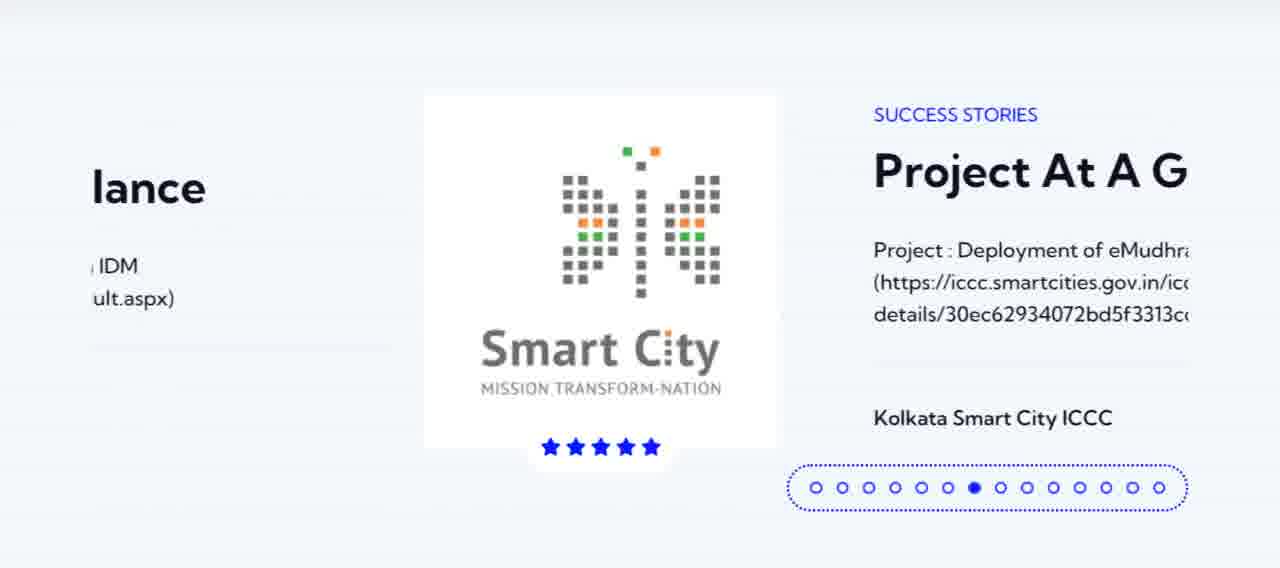 lance
IDM
ult.aspx)
Smart City
MISSION TRANSFORM-NATION
SUCCESS STORIES
Project At A G
Project : Deployment of eMudhra
(https://iccc.smartcities.gov.in/icc
details/30ec62934072bd5f3313cc
Kolkata Smart City ICCC